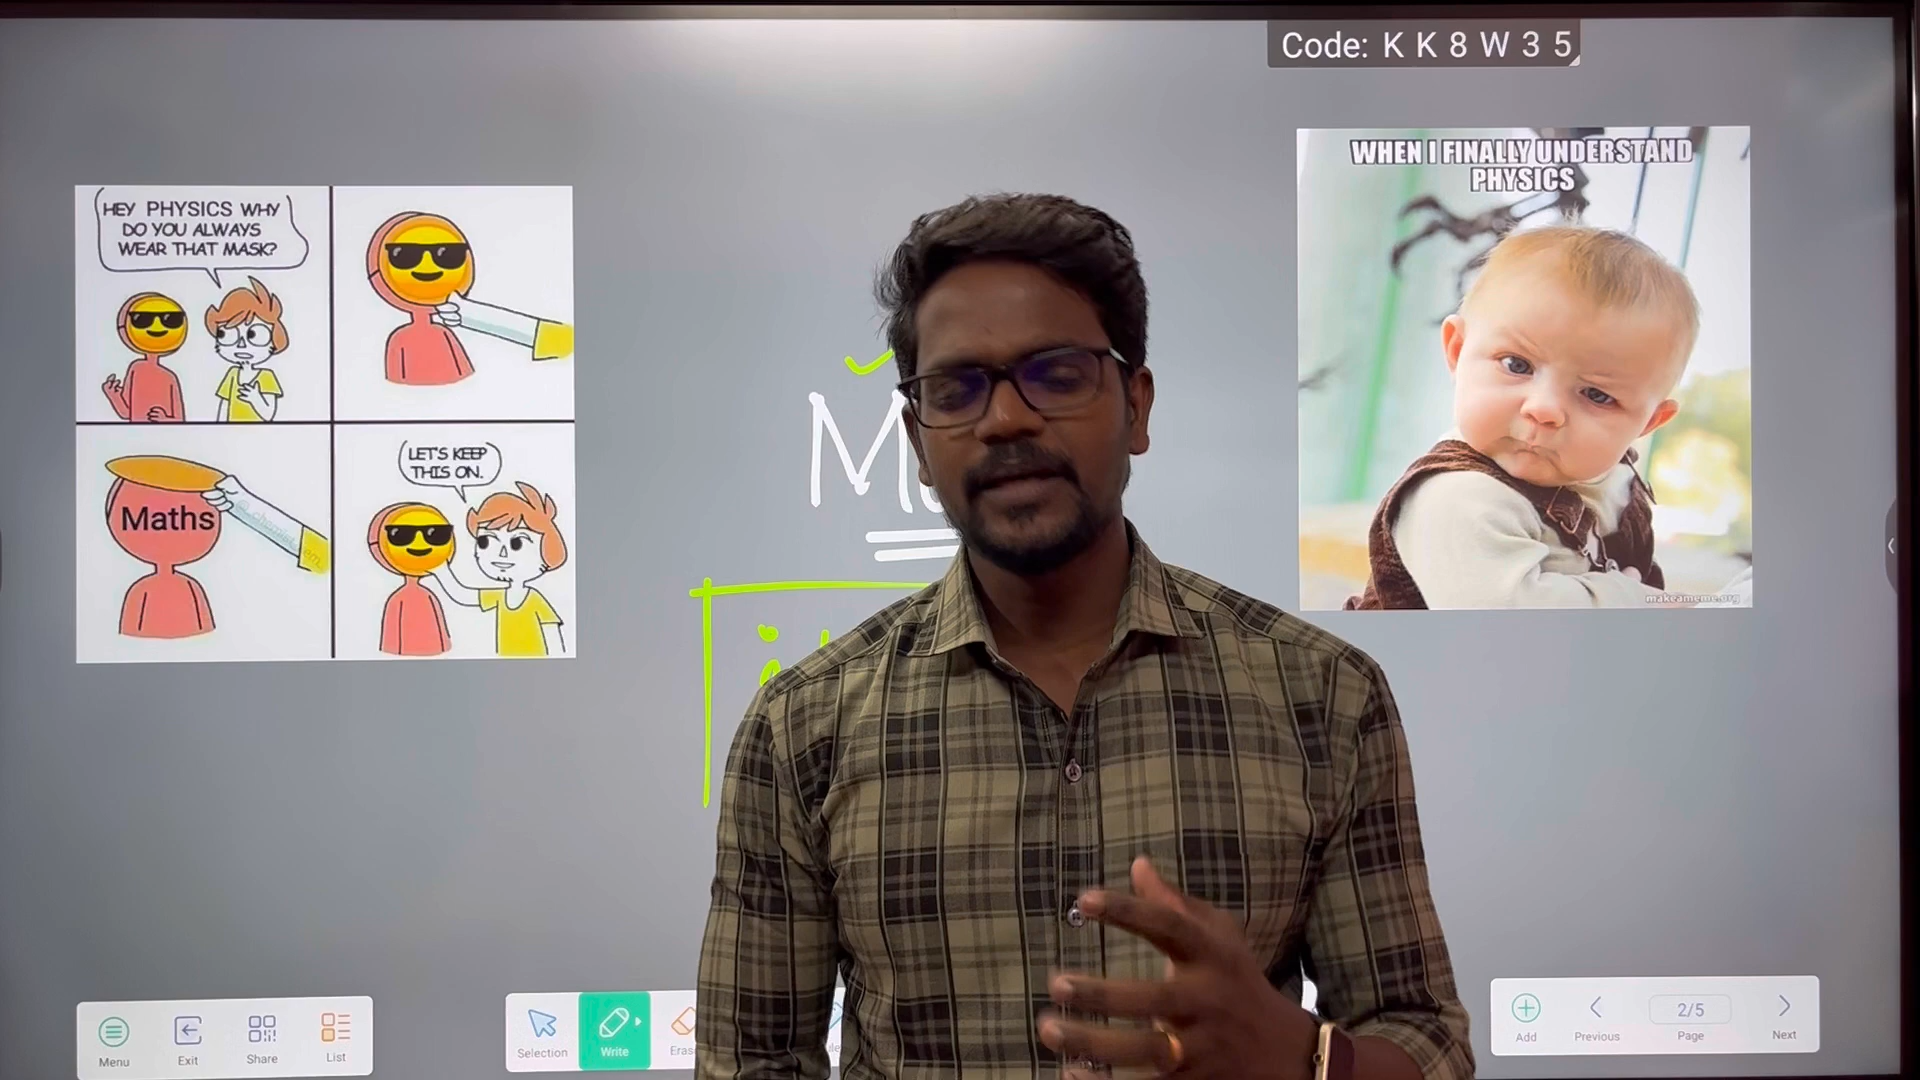 Code: K K 8 W 3 5
HEY PHYSICS WHY
DO YOU ALWAYS
WEAR THAT MASK?
Maths
LET'S KEEP
THIS ON.
WHEN I FINALLY UNDERSTAND
PHYSICS
makeameme.org
Menu
Exit
Share
List
Selection
Write
2/5
Add
Previous
Page
Next